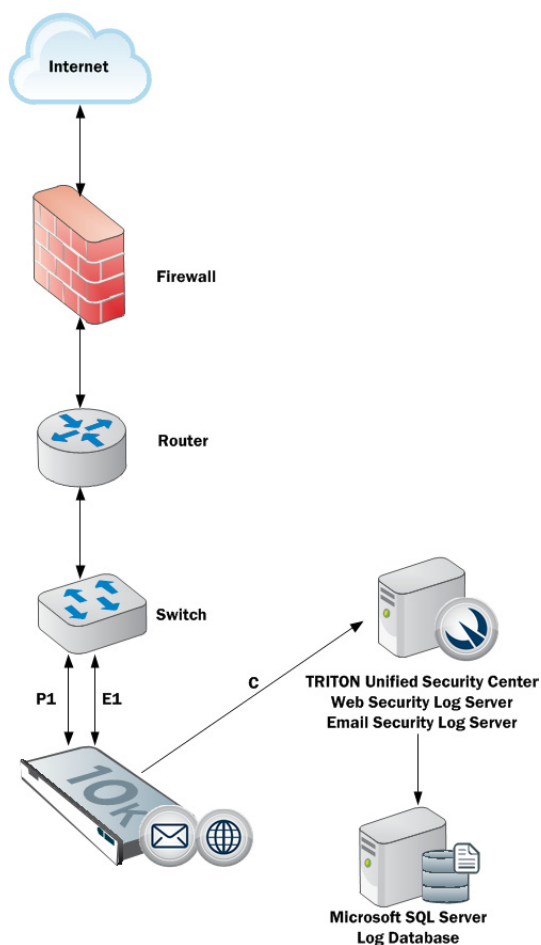 Internet
Firewall
Router
Switch
P1
E1
C
10K
TRITON Unified Security Center
Web Security Log Server
Email Security Log Server
Microsoft SQL Server
Log Database